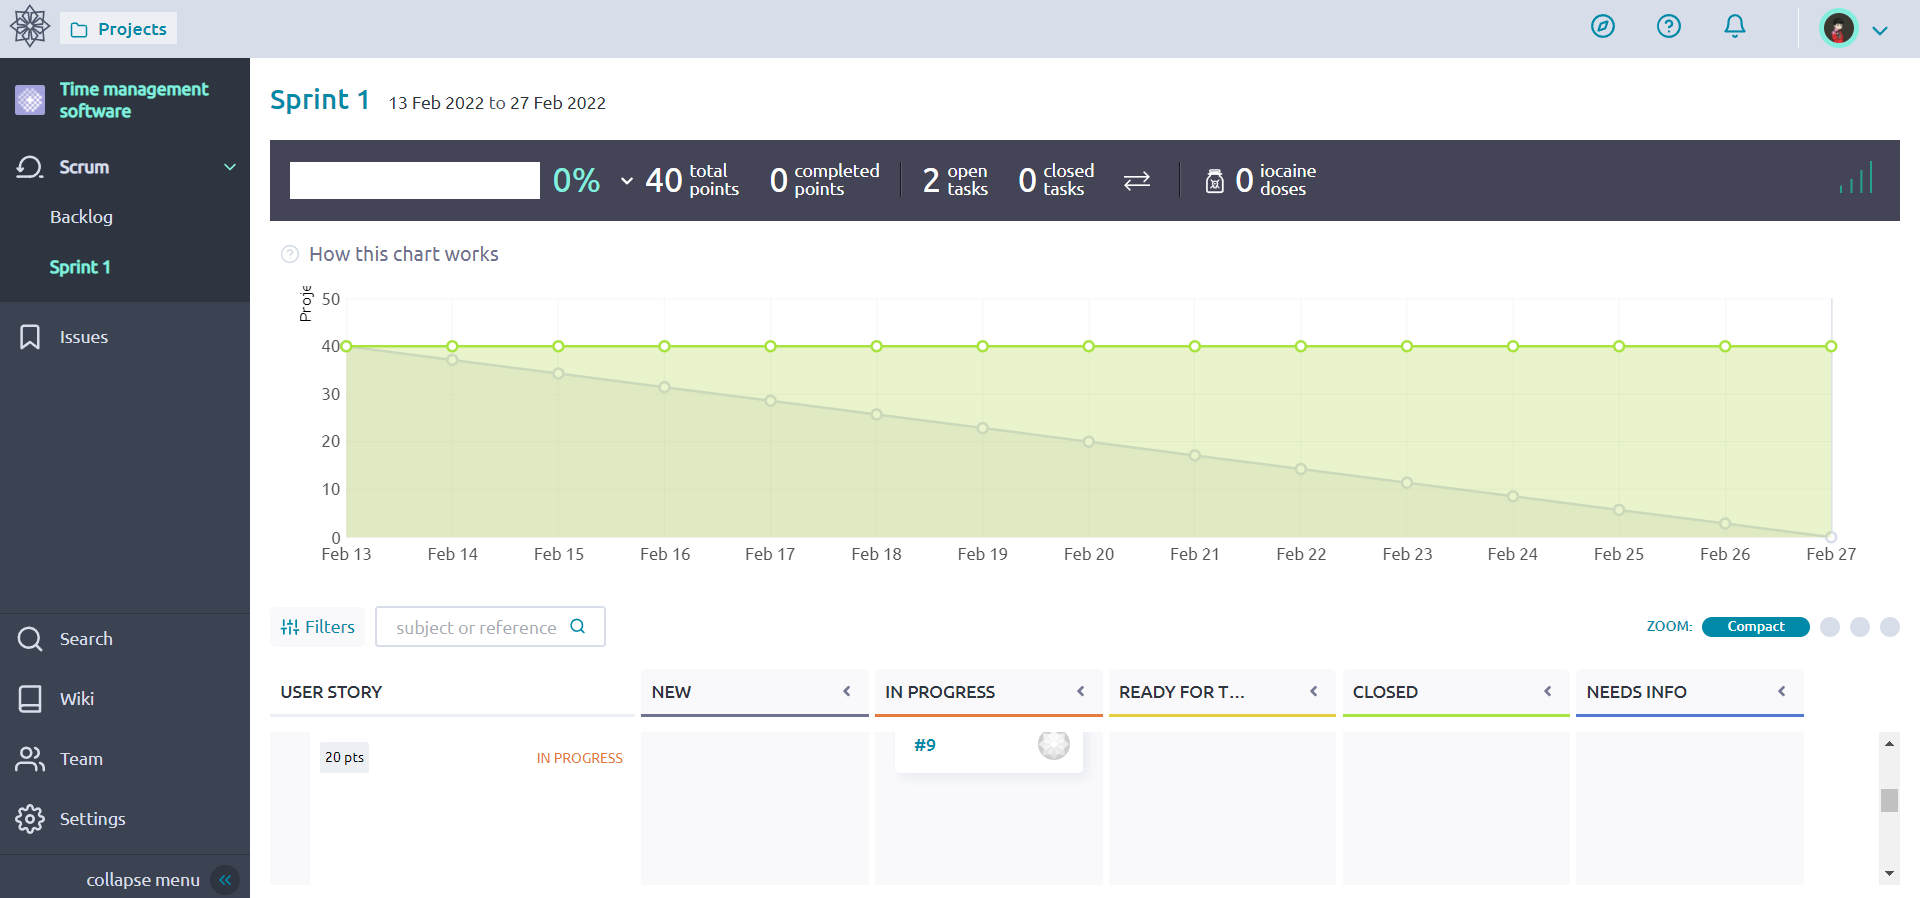 Projects
Time management
software
Scrum
Backlog
Sprint 1
Issues
Search
Wiki
Team
Settings
collapse menu
Sprint 1 13 Feb 2022 to 27 Feb 2022
0% 40 total points 0 completed points 2 open tasks 0 closed tasks 0 iocaine doses
How this chart works
Proje
50
40
30
20
10
0
Feb 13 Feb 14 Feb 15 Feb 16 Feb 17 Feb 18 Feb 19 Feb 20 Feb 21 Feb 22 Feb 23 Feb 24 Feb 25 Feb 26 Feb 27
Filters subject or reference ZOOM: Compact
USER STORY NEW IN PROGRESS READY FOR T... CLOSED NEEDS INFO
20 pts IN PROGRESS #9